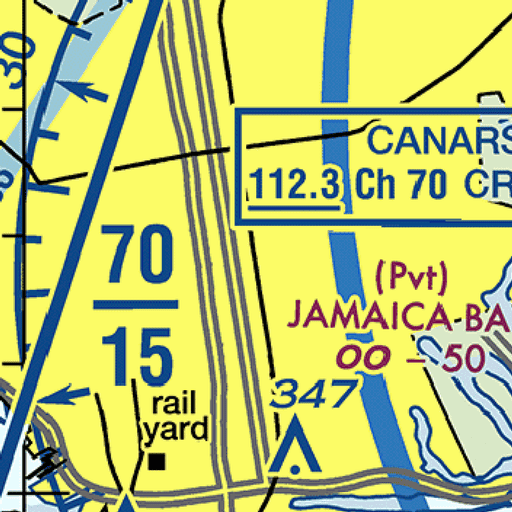 30
CANARS
112.3 Ch 70 CR
70
15
(Pvt)
JAMAICA BA
00 - 50
347
rail
yard